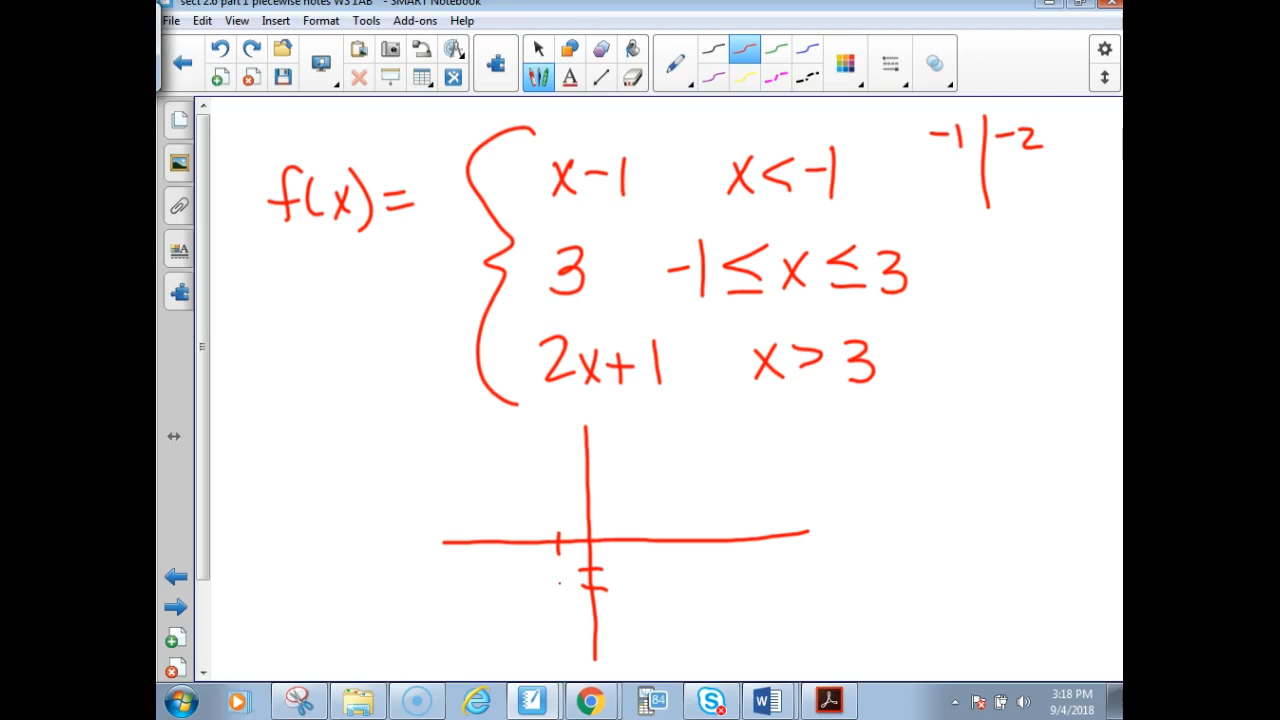 sect 2.6 part 1 piecewise notes WS 1AB - SMART Notebook
File Edit View Insert Format Tools Add-ons Help
f(x)= { x-1 x<-1
3 -1≤x≤3
2x+1 x>3
-1 | -2
84
3:18 PM
9/4/2018